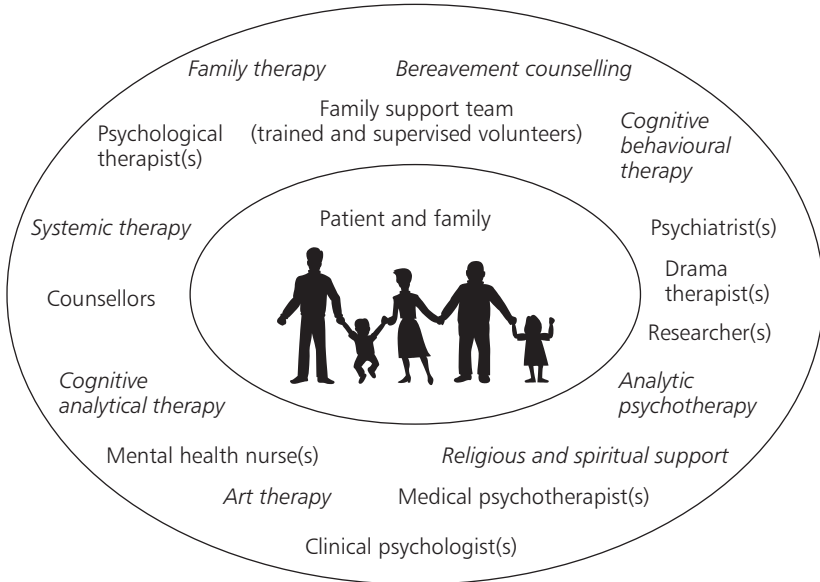 Family therapy
Bereavement counselling
Family support team
(trained and supervised volunteers)
Psychological
therapist(s)
Cognitive
behavioural
therapy
Systemic therapy
Patient and family
Psychiatrist(s)
Counsellors
Drama
therapist(s)
Researcher(s)
Cognitive
analytical therapy
Analytic
psychotherapy
Mental health nurse(s)
Religious and spiritual support
Art therapy
Medical psychotherapist(s)
Clinical psychologist(s)